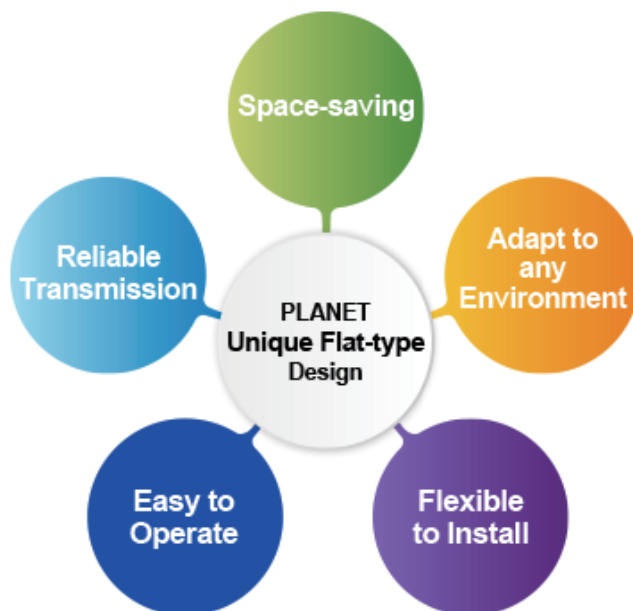 Space-saving
Adapt to
any
Environment
Flexible
to Install
Easy to
Operate
Reliable
Transmission
PLANET
Unique Flat-type
Design